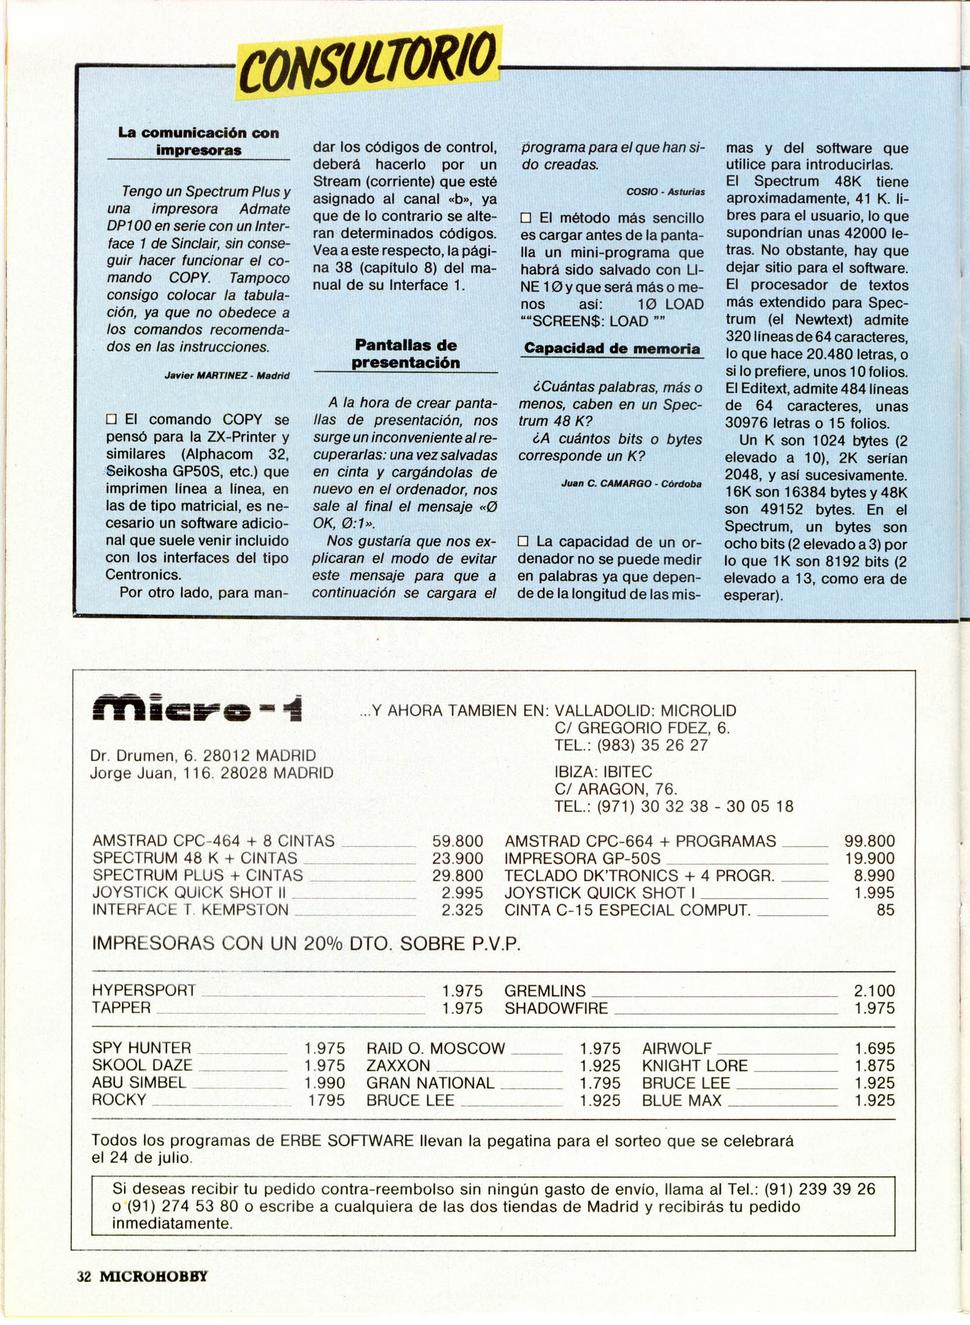 CONSULTORIO
La comunicación con
impresoras
Tengo un Spectrum Plus y
una impresora Admate
DP100 en serie con un Inter-
face 1 de Sinclair, sin conse-
guir hacer funcionar el co-
mando COPY. Tampoco
consigo colocar la tabula-
ción, ya que no obedece a
los comandos recomenda-
dos en las instrucciones.
Javier MARTINEZ - Madrid
□ El comando COPY se
pensó para la ZX-Printer y
similares (Alphacom 32,
Seikosha GP50S, etc.) que
imprimen línea a línea, en
las de tipo matricial, es ne-
cesario un software adicio-
nal que suele venir incluido
con los interfaces del tipo
Centronics.
Por otro lado, para man-
dar los códigos de control,
deberá hacerlo por un
Stream (corriente) que esté
asignado al canal «b», ya
que de lo contrario se alte-
ran determinados códigos.
Vea a este respecto, la pági-
na 38 (capítulo 8) del ma-
nual de su Interface 1.
Pantallas de
presentación
A la hora de crear panta-
llas de presentación, nos
surge un inconveniente al re-
cuperarlas: una vez salvadas
en cinta y cargándolas de
nuevo en el ordenador, nos
sale al final el mensaje «Ø
OK, Ø:1».
Nos gustaría que nos ex-
plicaran el modo de evitar
este mensaje para que a
continuación se cargara el
programa para el que han si-
do creadas.
COSIO - Asturias
□ El método más sencillo
es cargar antes de la panta-
lla un mini-programa que
habrá sido salvado con LI-
NE 1Ø y que será más o me-
nos asi: 1Ø LOAD
""SCREEN$: LOAD ""
Capacidad de memoria
¿Cuántas palabras, más o
menos, caben en un Spec-
trum 48 K?
¿A cuántos bits o bytes
corresponde un K?
Juan C. CAMARGO - Córdoba
□ La capacidad de un or-
denador no se puede medir
en palabras ya que depen-
de de la longitud de las mis-
mas y del software que
utilice para introducirlas.
El Spectrum 48K tiene
aproximadamente, 41 K. li-
bres para el usuario, lo que
supondrían unas 42000 le-
tras. No obstante, hay que
dejar sitio para el software.
El procesador de textos
más extendido para Spec-
trum (el Newtext) admite
320 líneas de 64 caracteres,
lo que hace 20.480 letras, o
si lo prefiere, unos 10 folios.
El Editext, admite 484 líneas
de 64 caracteres, unas
30976 letras o 15 folios.
Un K son 1024 bytes (2
elevado a 10), 2K serían
2048, y así sucesivamente.
16K son 16384 bytes y 48K
son 49152 bytes. En el
Spectrum, un bytes son
ocho bits (2 elevado a 3) por
lo que 1K son 8192 bits (2
elevado a 13, como era de
esperar).
Micro-1
Dr. Drumen, 6. 28012 MADRID
Jorge Juan, 116. 28028 MADRID
...Y AHORA TAMBIEN EN: VALLADOLID: MICROLID
C/ GREGORIO FDEZ, 6.
TEL.: (983) 35 26 27
IBIZA: IBITEC
C/ ARAGON, 76.
TEL.: (971) 30 32 38 - 30 05 18
AMSTRAD CPC-464 + 8 CINTAS 59.800 AMSTRAD CPC-664 + PROGRAMAS 99.800
SPECTRUM 48 K + CINTAS 23.900 IMPRESORA GP-50S 19.900
SPECTRUM PLUS + CINTAS 29.800 TECLADO DK'TRONICS + 4 PROGR. 8.990
JOYSTICK QUICK SHOT II 2.995 JOYSTICK QUICK SHOT I 1.995
INTERFACE T. KEMPSTON 2.325 CINTA C-15 ESPECIAL COMPUT. 85
IMPRESORAS CON UN 20% DTO. SOBRE P.V.P.
HYPERSPORT 1.975 GREMLINS 2.100
TAPPER 1.975 SHADOWFIRE 1.975
SPY HUNTER 1.975 RAID O. MOSCOW 1.975 AIRWOLF 1.695
SKOOL DAZE 1.975 ZAXXON 1.925 KNIGHT LORE 1.875
ABU SIMBEL 1.990 GRAN NATIONAL 1.795 BRUCE LEE 1.925
ROCKY 1795 BRUCE LEE 1.925 BLUE MAX 1.925
Todos los programas de ERBE SOFTWARE llevan la pegatina para el sorteo que se celebrará
el 24 de julio.
Si deseas recibir tu pedido contra-reembolso sin ningún gasto de envío, llama al Tel.: (91) 239 39 26
o (91) 274 53 80 o escribe a cualquiera de las dos tiendas de Madrid y recibirás tu pedido
inmediatamente.
32 MICROHOBBY